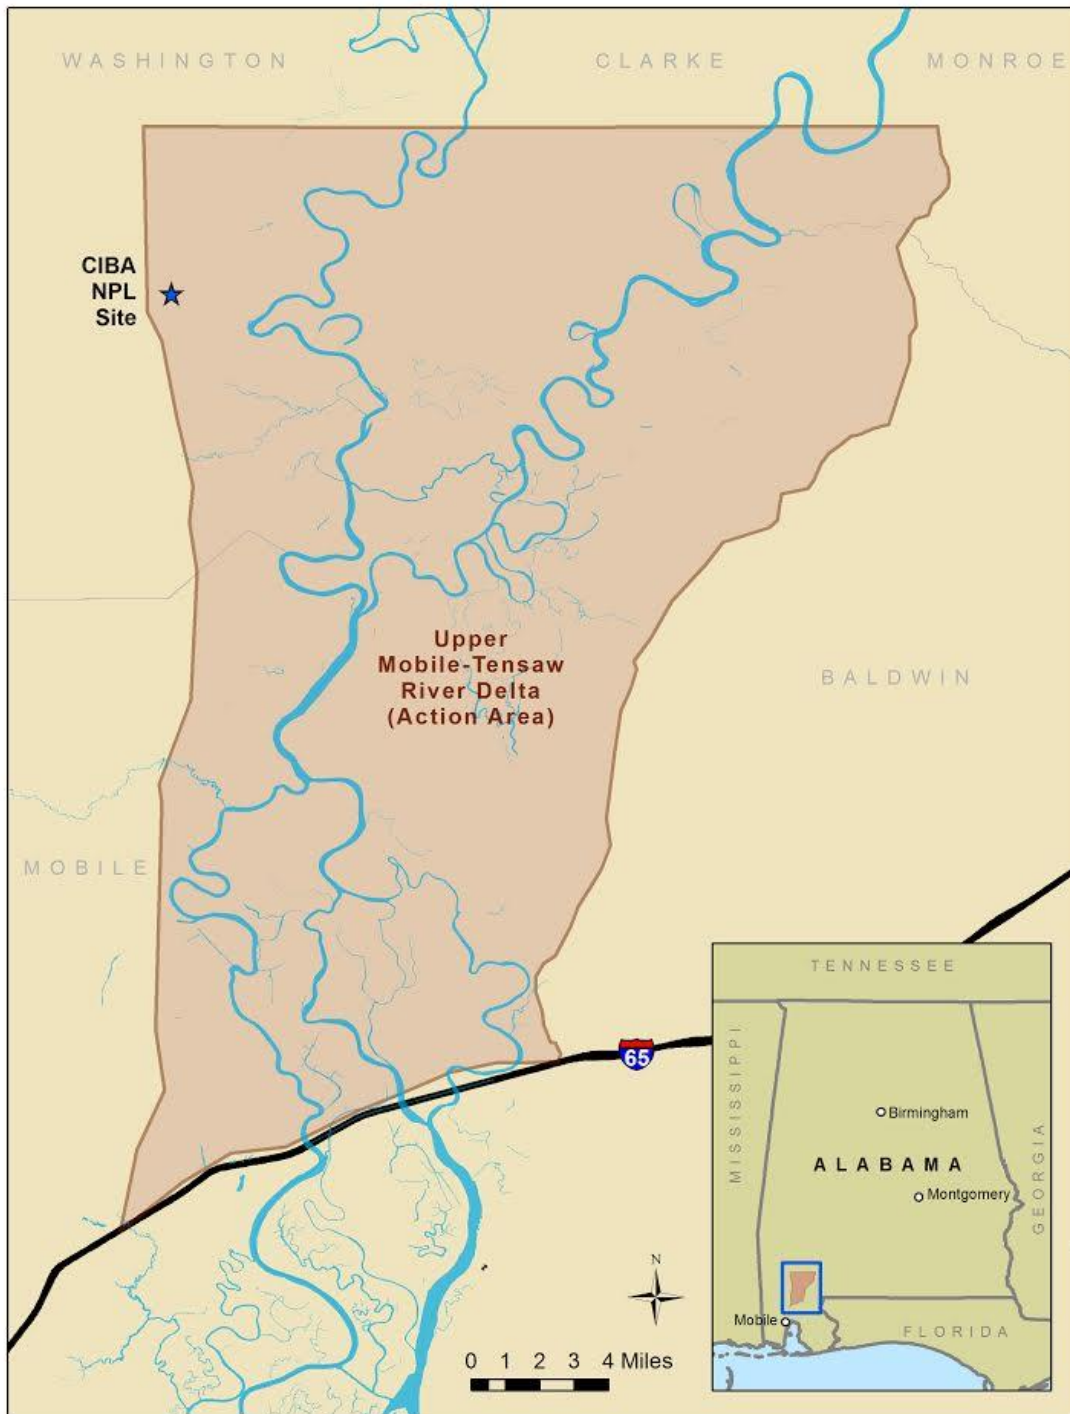 WASHINGTON
CLARKE
MONROE
CIBA
NPL
Site
Upper
Mobile-Tensaw
River Delta
(Action Area)
BALDWIN
MOBILE
65
N
0 1 2 3 4 Miles
TENNESSEE
MISSISSIPPI
Birmingham
ALABAMA
Montgomery
GEORGIA
Mobile
FLORIDA